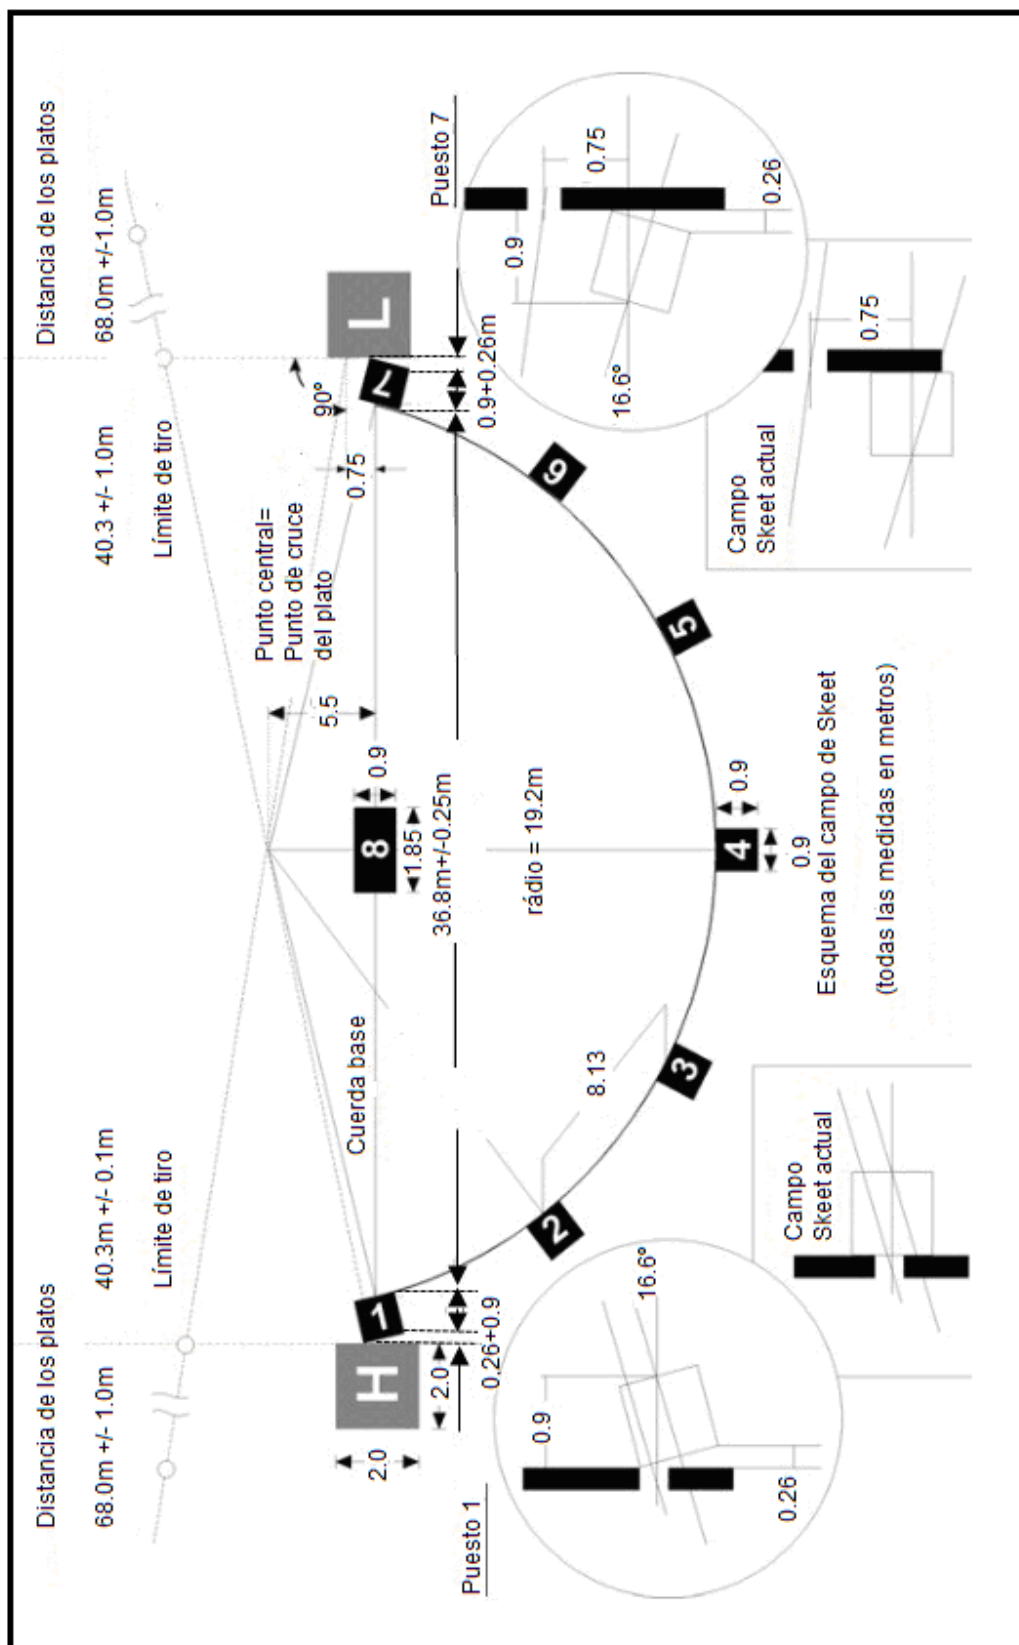 Distancia de los platos
68.0m +/- 1.0m
40.3m +/- 0.1m
Límite de tiro
Distancia de los platos
68.0m +/-1.0m
40.3 +/- 1.0m
Límite de tiro
Punto central=
Punto de cruce
del plato
90°
0.75
5.5
Cuerda base
H
1
8
7
L
0.9
1.85
36.8m+/-0.25m
2.0
2.0
0.26+0.9
0.9+0.26m
rádio = 19.2m
2
3
4
5
6
8.13
0.9
0.9
Puesto 1
0.9
16.6°
0.26
Campo
Skeet actual
Esquema del campo de Skeet
(todas las medidas en metros)
Puesto 7
0.9
0.75
16.6°
0.26
Campo
Skeet actual
0.75